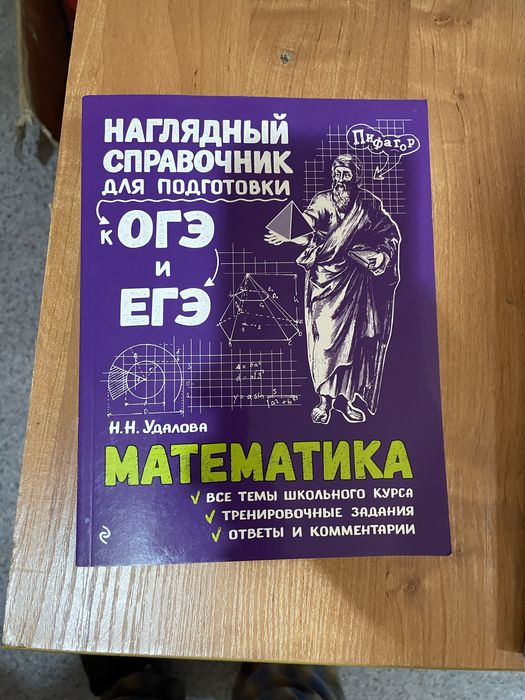 НАГЛЯДНЫЙ
СПРАВОЧНИК
ДЛЯ ПОДГОТОВКИ
К ОГЭ
И
ЕГЭ
Пифагор
Н.Н. УДАЛОВА
МАТЕМАТИКА
ВСЕ ТЕМЫ ШКОЛЬНОГО КУРСА
ТРЕНИРОВОЧНЫЕ ЗАДАНИЯ
ОТВЕТЫ И КОММЕНТАРИИ